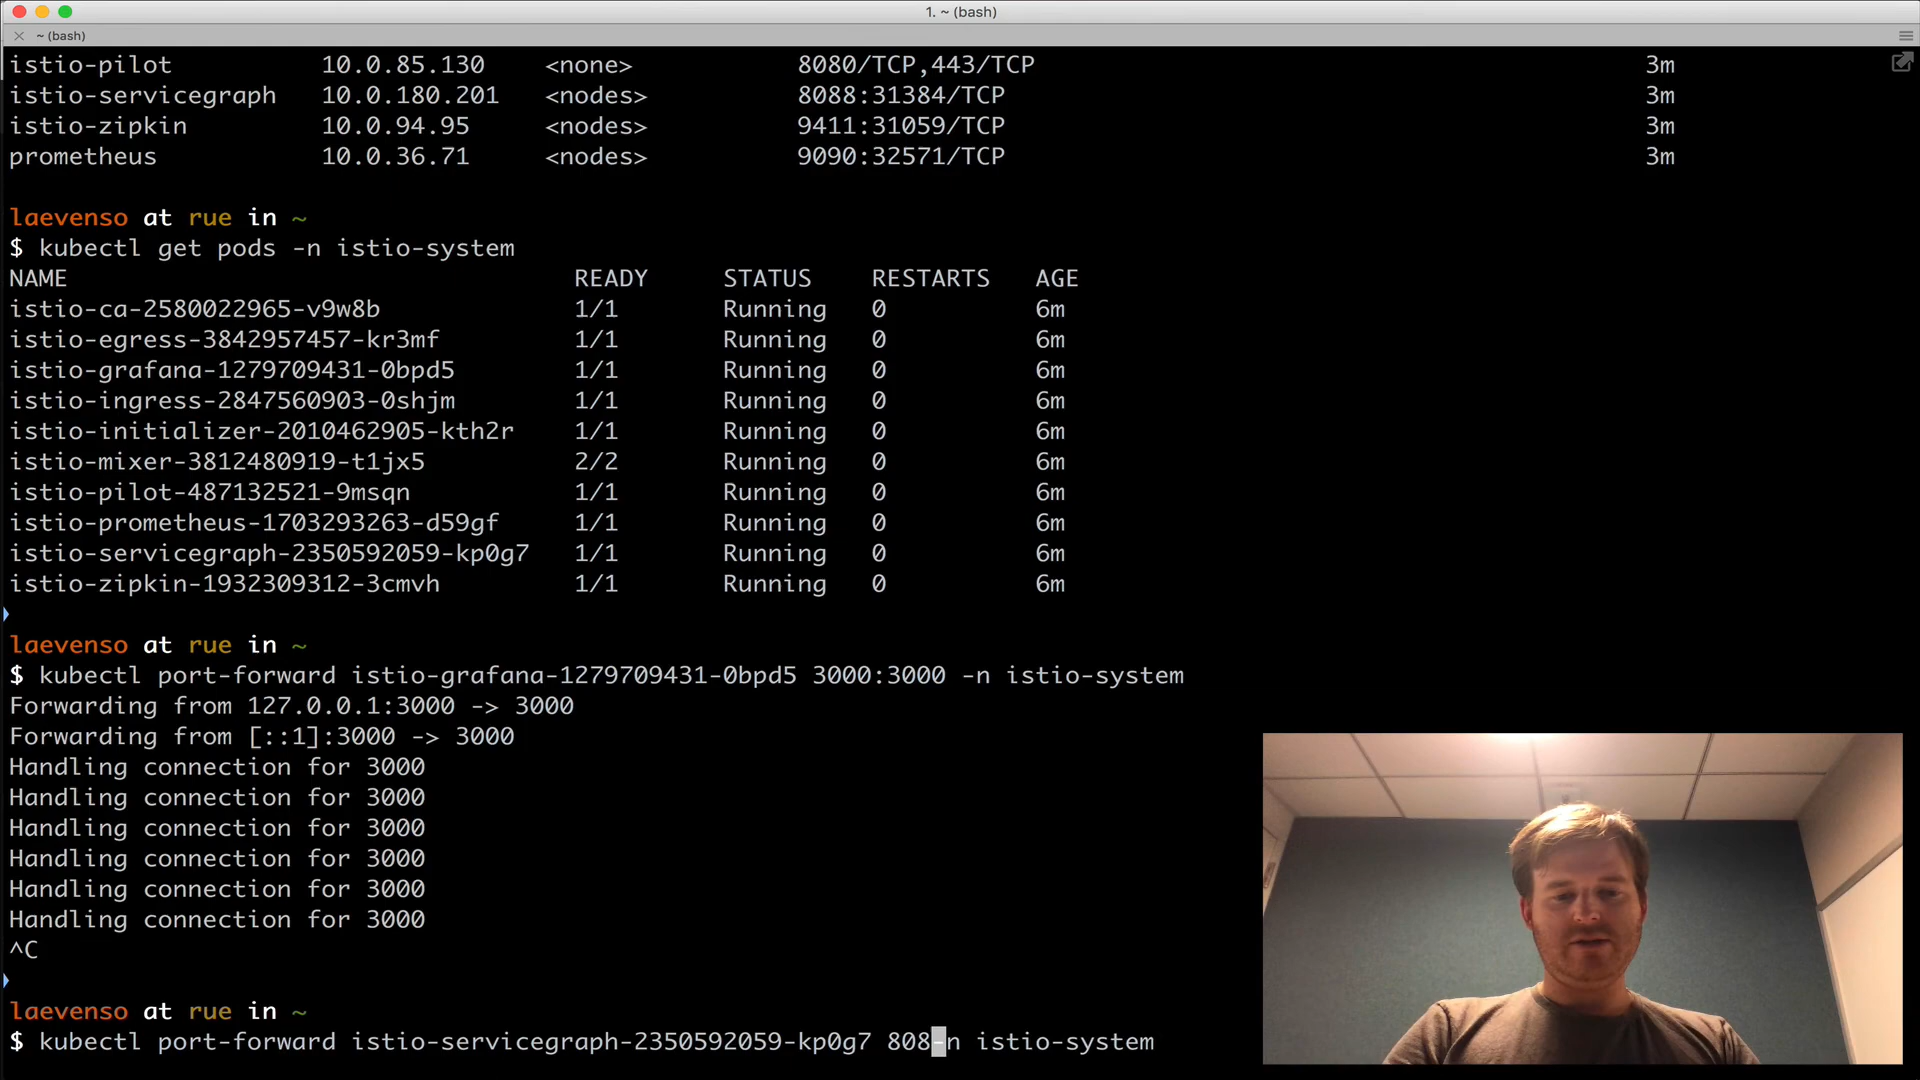 1. ~ (bash)
~ (bash)
istio-pilot 10.0.85.130 <none> 8080/TCP,443/TCP 3m
istio-servicegraph 10.0.180.201 <nodes> 8088:31384/TCP 3m
istio-zipkin 10.0.94.95 <nodes> 9411:31059/TCP 3m
prometheus 10.0.36.71 <nodes> 9090:32571/TCP 3m
laevenso at rue in ~
$ kubectl get pods -n istio-system
NAME READY STATUS RESTARTS AGE
istio-ca-2580022965-v9w8b 1/1 Running 0 6m
istio-egress-3842957457-kr3mf 1/1 Running 0 6m
istio-grafana-1279709431-0bpd5 1/1 Running 0 6m
istio-ingress-2847560903-0shjm 1/1 Running 0 6m
istio-initializer-2010462905-kth2r 1/1 Running 0 6m
istio-mixer-3812480919-t1jx5 2/2 Running 0 6m
istio-pilot-487132521-9msqn 1/1 Running 0 6m
istio-prometheus-1703293263-d59gf 1/1 Running 0 6m
istio-servicegraph-2350592059-kp0g7 1/1 Running 0 6m
istio-zipkin-1932309312-3cmvh 1/1 Running 0 6m
laevenso at rue in ~
$ kubectl port-forward istio-grafana-1279709431-0bpd5 3000:3000 -n istio-system
Forwarding from 127.0.0.1:3000 -> 3000
Forwarding from [::1]:3000 -> 3000
Handling connection for 3000
Handling connection for 3000
Handling connection for 3000
Handling connection for 3000
Handling connection for 3000
Handling connection for 3000
^C
laevenso at rue in ~
$ kubectl port-forward istio-servicegraph-2350592059-kp0g7 808-n istio-system